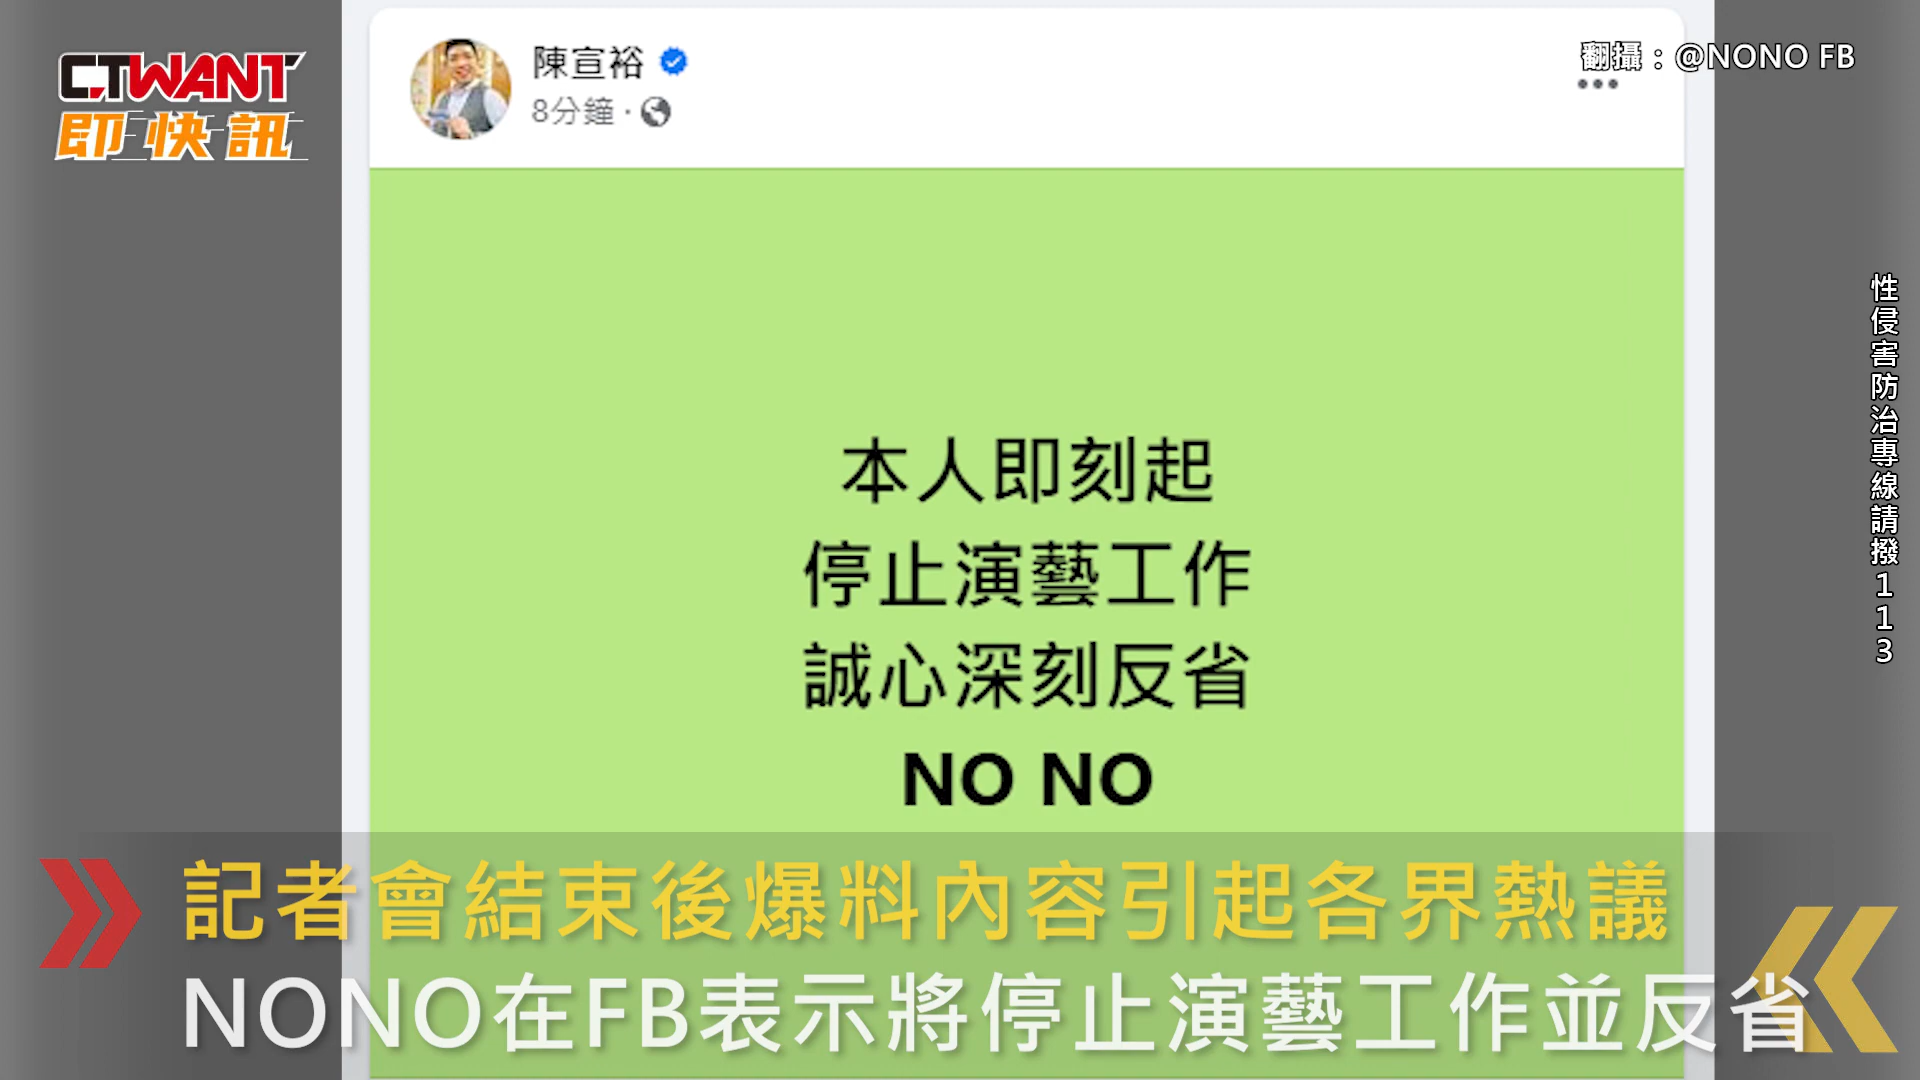 CTWANT
即快訊
陳宣裕
8分鐘 ·
翻攝：@NONO FB
本人即刻起
停止演藝工作
誠心深刻反省
NO NO
性侵害防治專線請撥113
記者會結束後爆料內容引起各界熱議
NONO在FB表示將停止演藝工作並反省